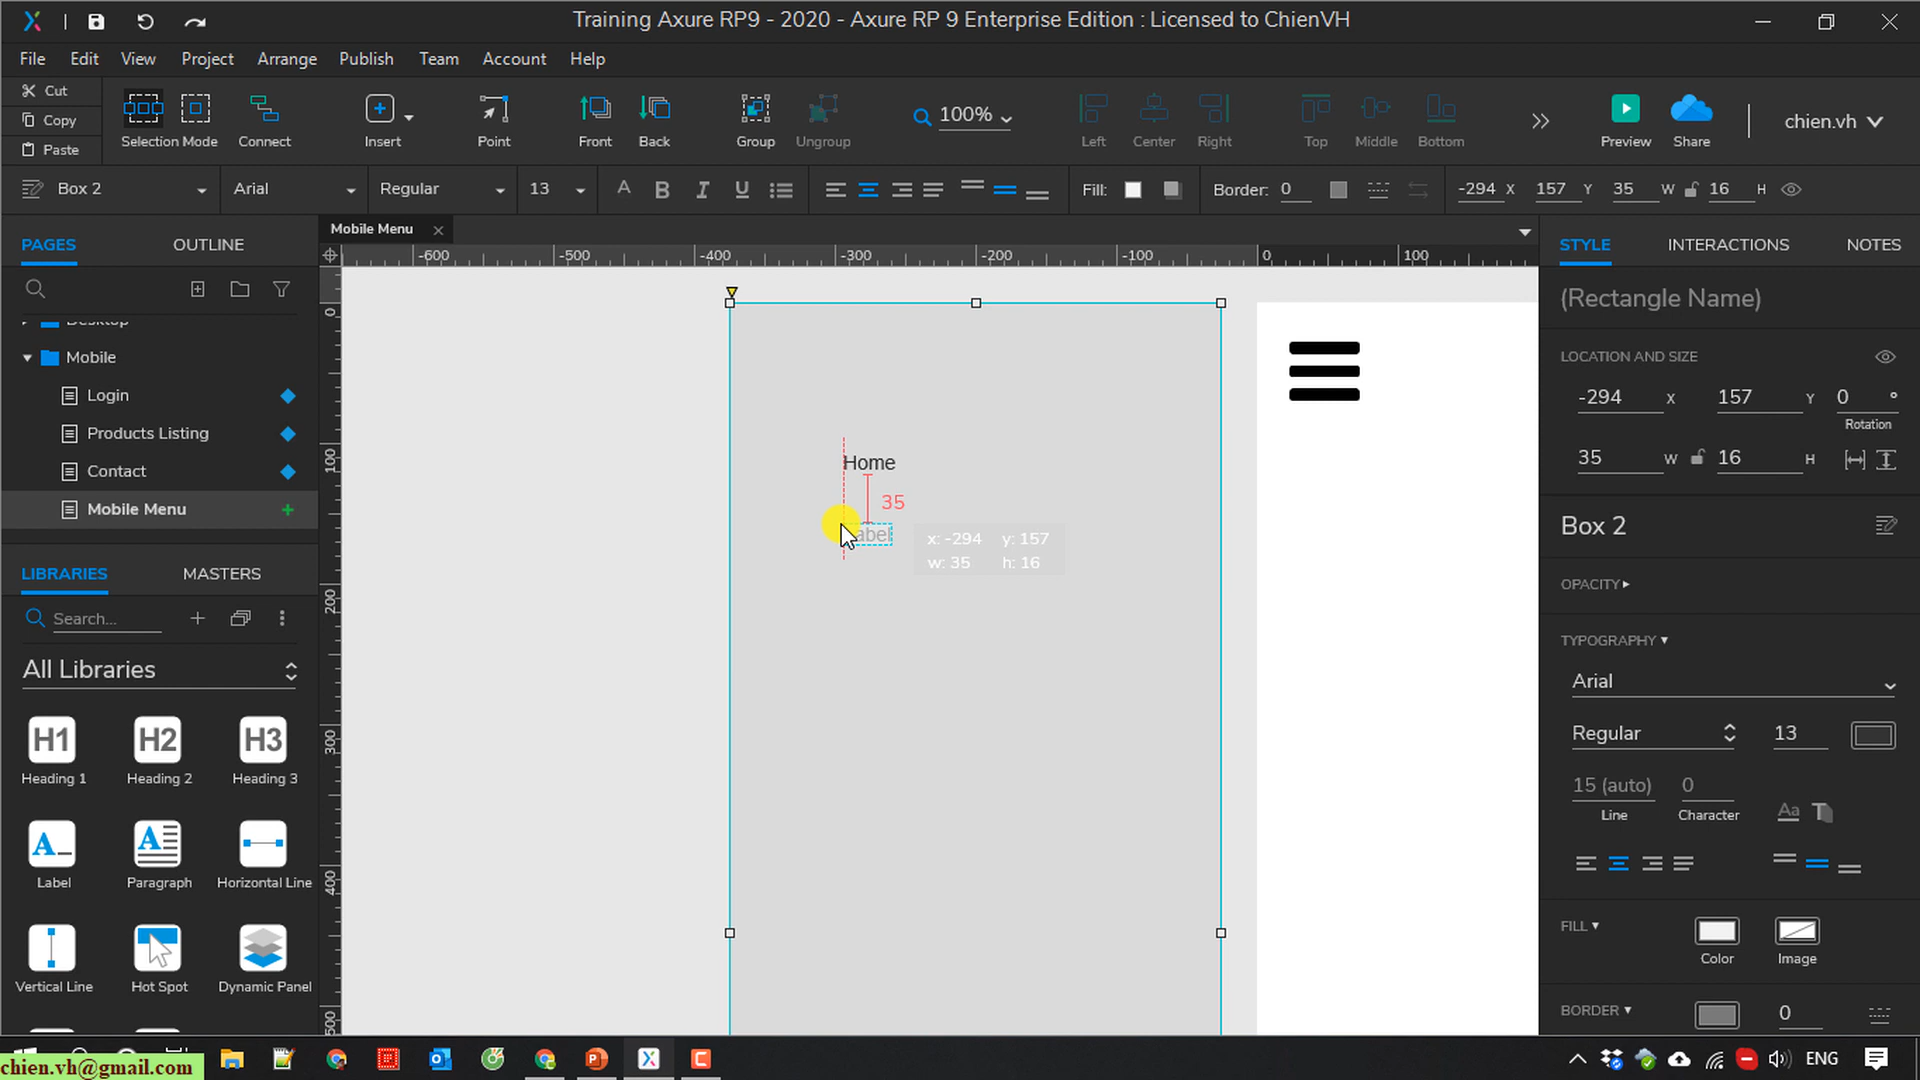 Training Axure RP9 - 2020 - Axure RP 9 Enterprise Edition : Licensed to ChienVH
File Edit View Project Arrange Publish Team Account Help
Cut
Copy
Paste
Selection Mode
Connect
Insert
Point
Front
Back
Group
Ungroup
100%
Left
Center
Right
Top
Middle
Bottom
Preview
Share
chien.vh
Box 2
Arial
Regular
13
Fill:
Border: 0
-294 X 157 Y 35 W 16 H
PAGES
OUTLINE
Mobile Menu
-600 -500 -400 -300 -200 -100 0 100
STYLE
INTERACTIONS
NOTES
Desktop
Mobile
Login
Products Listing
Contact
Mobile Menu
LIBRARIES
MASTERS
Search...
All Libraries
H1
H2
H3
Heading 1
Heading 2
Heading 3
Label
Paragraph
Horizontal Line
Vertical Line
Hot Spot
Dynamic Panel
0
100
200
300
400
500
Home
35
x: -294 y: 157
w: 35 h: 16
(Rectangle Name)
LOCATION AND SIZE
-294 X 157 Y 0 °
Rotation
35 W 16 H
Box 2
OPACITY
TYPOGRAPHY
Arial
Regular
13
15 (auto) 0
Line Character
FILL
Color
Image
BORDER
0
chien.vh@gmail.com
ENG